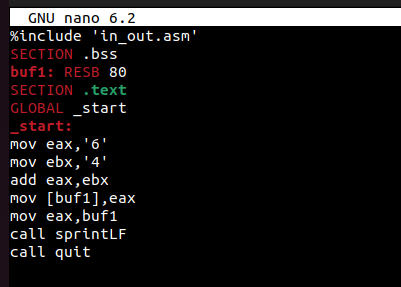 GNU nano 6.2
%include 'in_out.asm'
SECTION .bss
buf1: RESB 80
SECTION .text
GLOBAL _start
_start:
mov eax,'6'
mov ebx,'4'
add eax,ebx
mov [buf1],eax
mov eax,buf1
call sprintLF
call quit